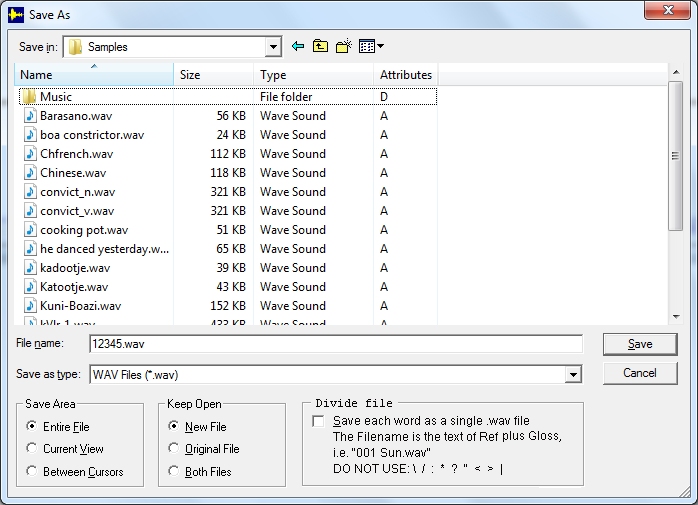 Save As
Save in: Samples
Name Size Type Attributes
Music File folder D
Barasano.wav 56 KB Wave Sound A
boa constrictor.wav 24 KB Wave Sound A
Chfrench.wav 112 KB Wave Sound A
Chinese.wav 118 KB Wave Sound A
convict_n.wav 321 KB Wave Sound A
convict_v.wav 321 KB Wave Sound A
cooking pot.wav 51 KB Wave Sound A
he danced yesterday.w... 65 KB Wave Sound A
kadootje.wav 39 KB Wave Sound A
Katootje.wav 43 KB Wave Sound A
Kuni-Boazi.wav 152 KB Wave Sound A
433 KB Wave Sound A
File name: 12345.wav Save
Save as type: WAV Files (*.wav) Cancel
Save Area
Entire File
Current View
Between Cursors
Keep Open
New File
Original File
Both Files
Divide file
Save each word as a single .wav file
The Filename is the text of Ref plus Gloss,
i.e. "001 Sun.wav"
DO NOT USE: \ / : * ? " < > |